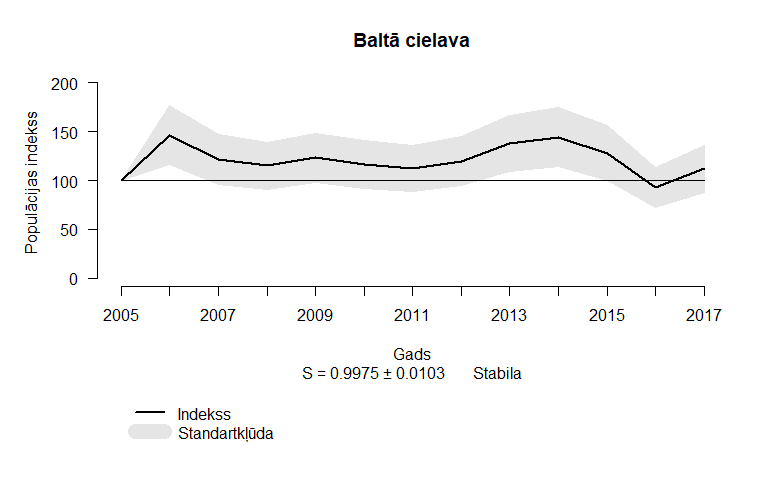 Baltā cielava
Populācijas indekss
200
150
100
50
0
2005 2007 2009 2011 2013 2015 2017
Gads
S = 0.9975 ± 0.0103 Stabila
Indekss
Standartkļūda